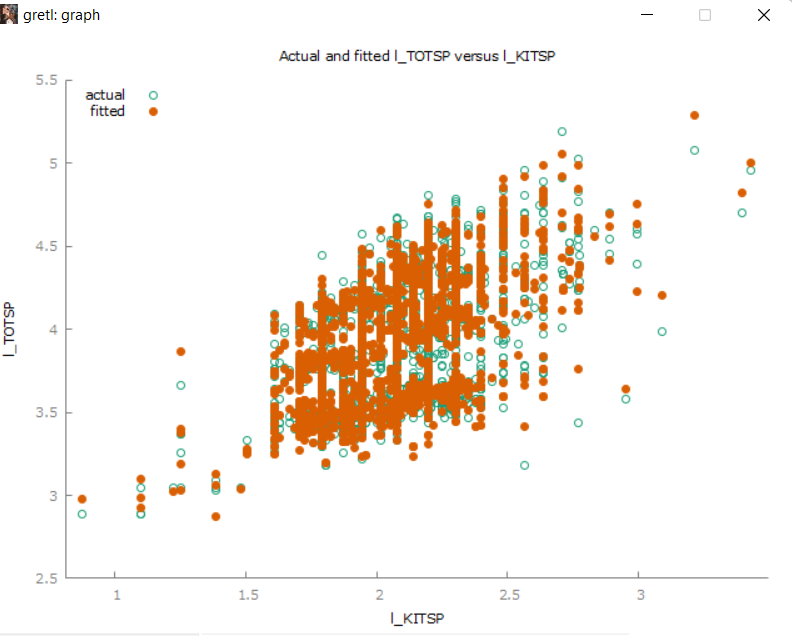 gretl: graph
Actual and fitted l_TOTSP versus l_KITSP
5.5
actual
fitted
5
4.5
4
l_TOTSP
3.5
3
2.5
1
1.5
2
2.5
3
l_KITSP